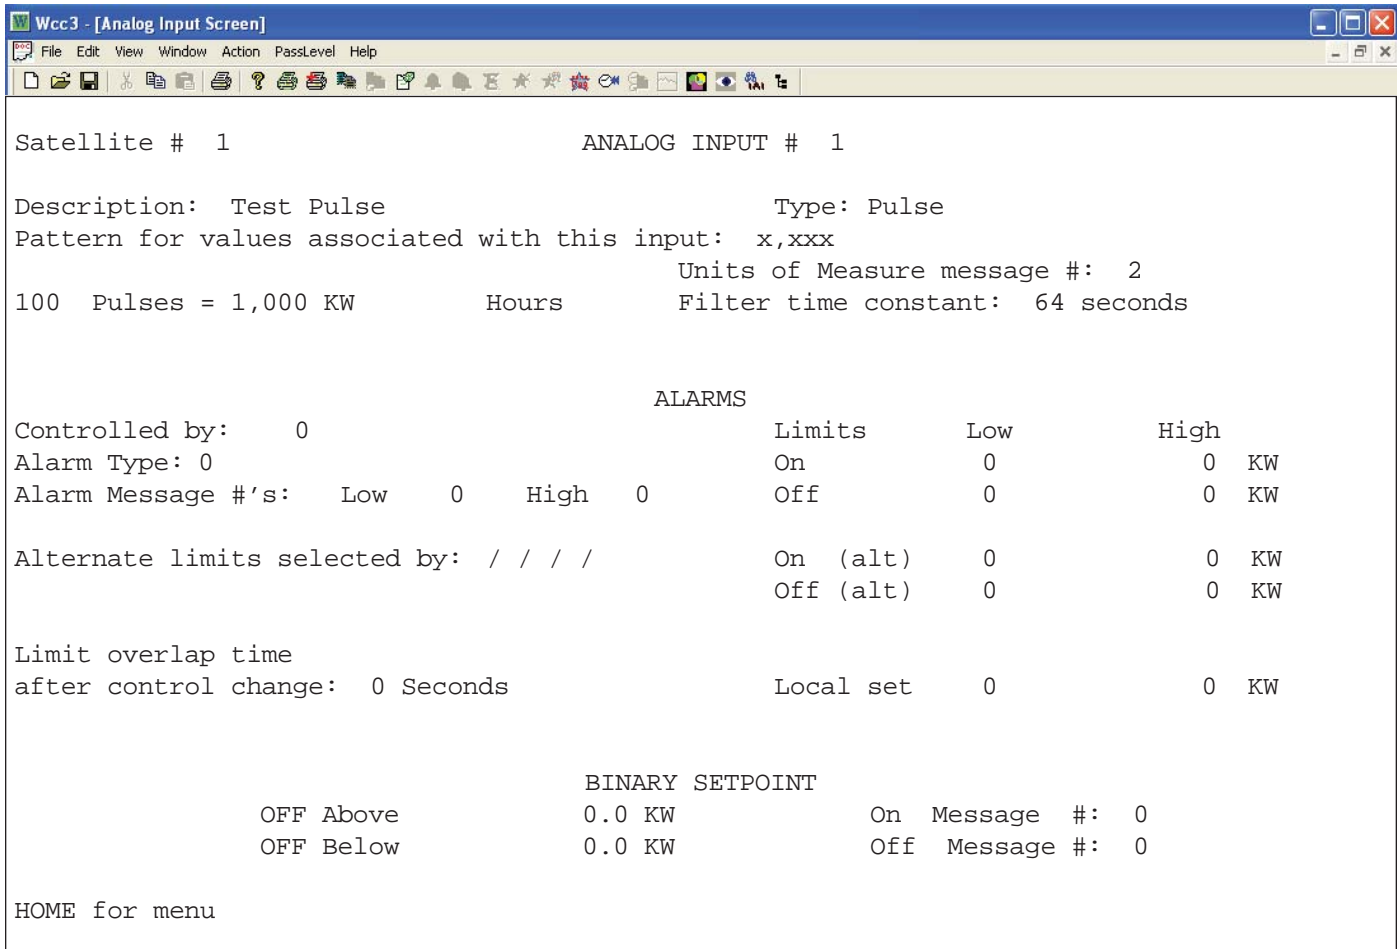 Wcc3 - [Analog Input Screen]
File Edit View Window Action PassLevel Help
Satellite # 1 ANALOG INPUT # 1
Description: Test Pulse Type: Pulse
Pattern for values associated with this input: x,xxx
Units of Measure message #: 2
100 Pulses = 1,000 KW Hours Filter time constant: 64 seconds
ALARMS
Controlled by: 0 Limits Low High
Alarm Type: 0 On 0 0 KW
Alarm Message #'s: Low 0 High 0 Off 0 0 KW
Alternate limits selected by: / / / / On (alt) 0 0 KW
Off (alt) 0 0 KW
Limit overlap time
after control change: 0 Seconds Local set 0 0 KW
BINARY SETPOINT
OFF Above 0.0 KW On Message #: 0
OFF Below 0.0 KW Off Message #: 0
HOME for menu